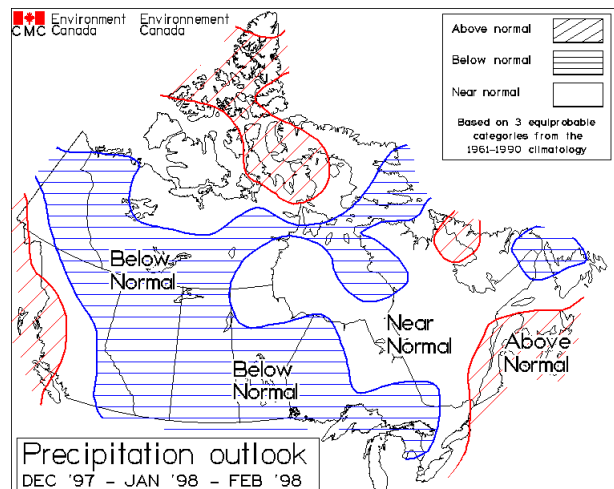 Environment Canada
Environnement Canada
CMC
Above normal
Below normal
Near normal
Based on 3 equiprobable
categories from the
1961-1990 climatology
Below
Normal
Near
Normal
Above
Normal
Below
Normal
Precipitation outlook
DEC '97 - JAN '98 - FEB '98